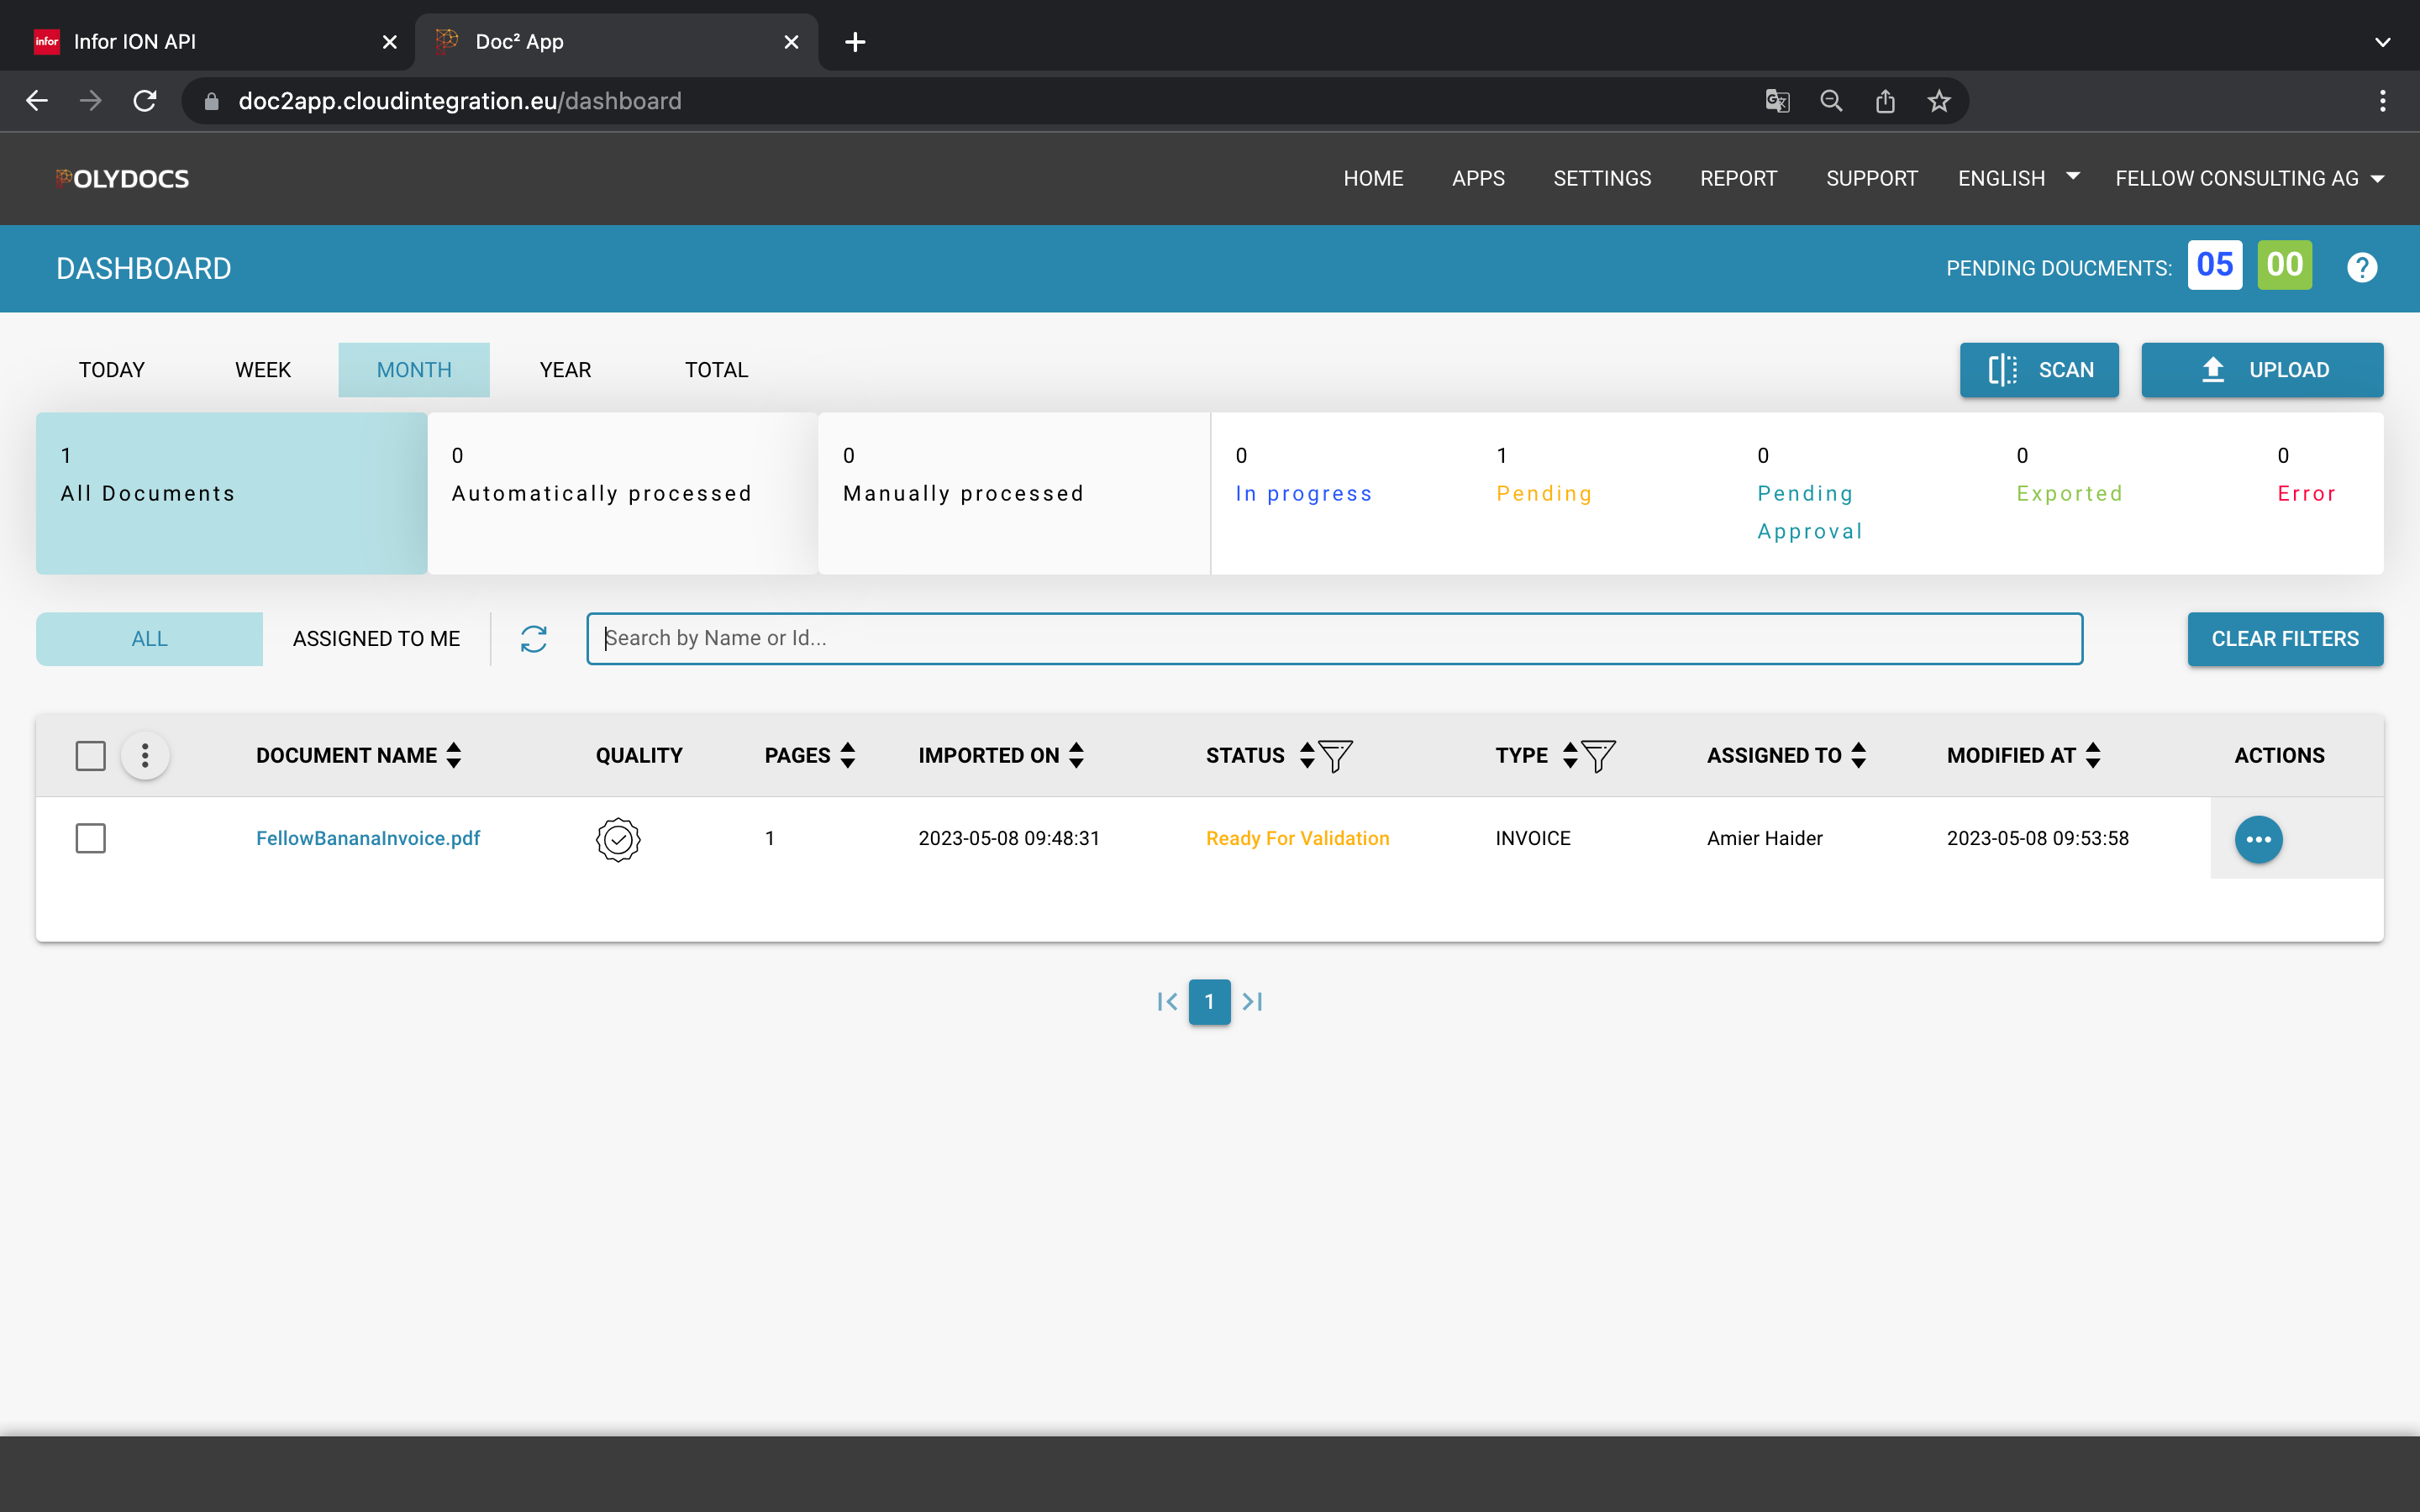 infor Infor ION API Doc² App
doc2app.cloudintegration.eu/dashboard
POLYDOCS HOME APPS SETTINGS REPORT SUPPORT ENGLISH FELLOW CONSULTING AG
DASHBOARD PENDING DOUCMENTS: 05 00 ?
TODAY WEEK MONTH YEAR TOTAL SCAN UPLOAD
1 0 0 0 1 0 0 0
All Documents Automatically processed Manually processed In progress Pending Pending Exported Error
Approval
ALL ASSIGNED TO ME Search by Name or Id... CLEAR FILTERS
DOCUMENT NAME QUALITY PAGES IMPORTED ON STATUS TYPE ASSIGNED TO MODIFIED AT ACTIONS
FellowBananaInvoice.pdf 1 2023-05-08 09:48:31 Ready For Validation INVOICE Amier Haider 2023-05-08 09:53:58
1